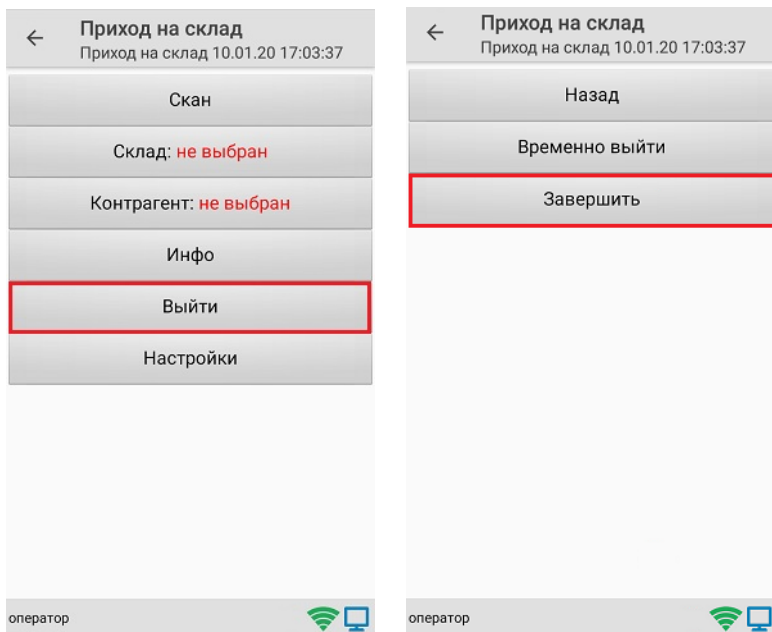 Приход на склад
Приход на склад 10.01.20 17:03:37
Скан
Склад: не выбран
Контрагент: не выбран
Инфо
Выйти
Настройки
оператор
Приход на склад
Приход на склад 10.01.20 17:03:37
Назад
Временно выйти
Завершить
оператор